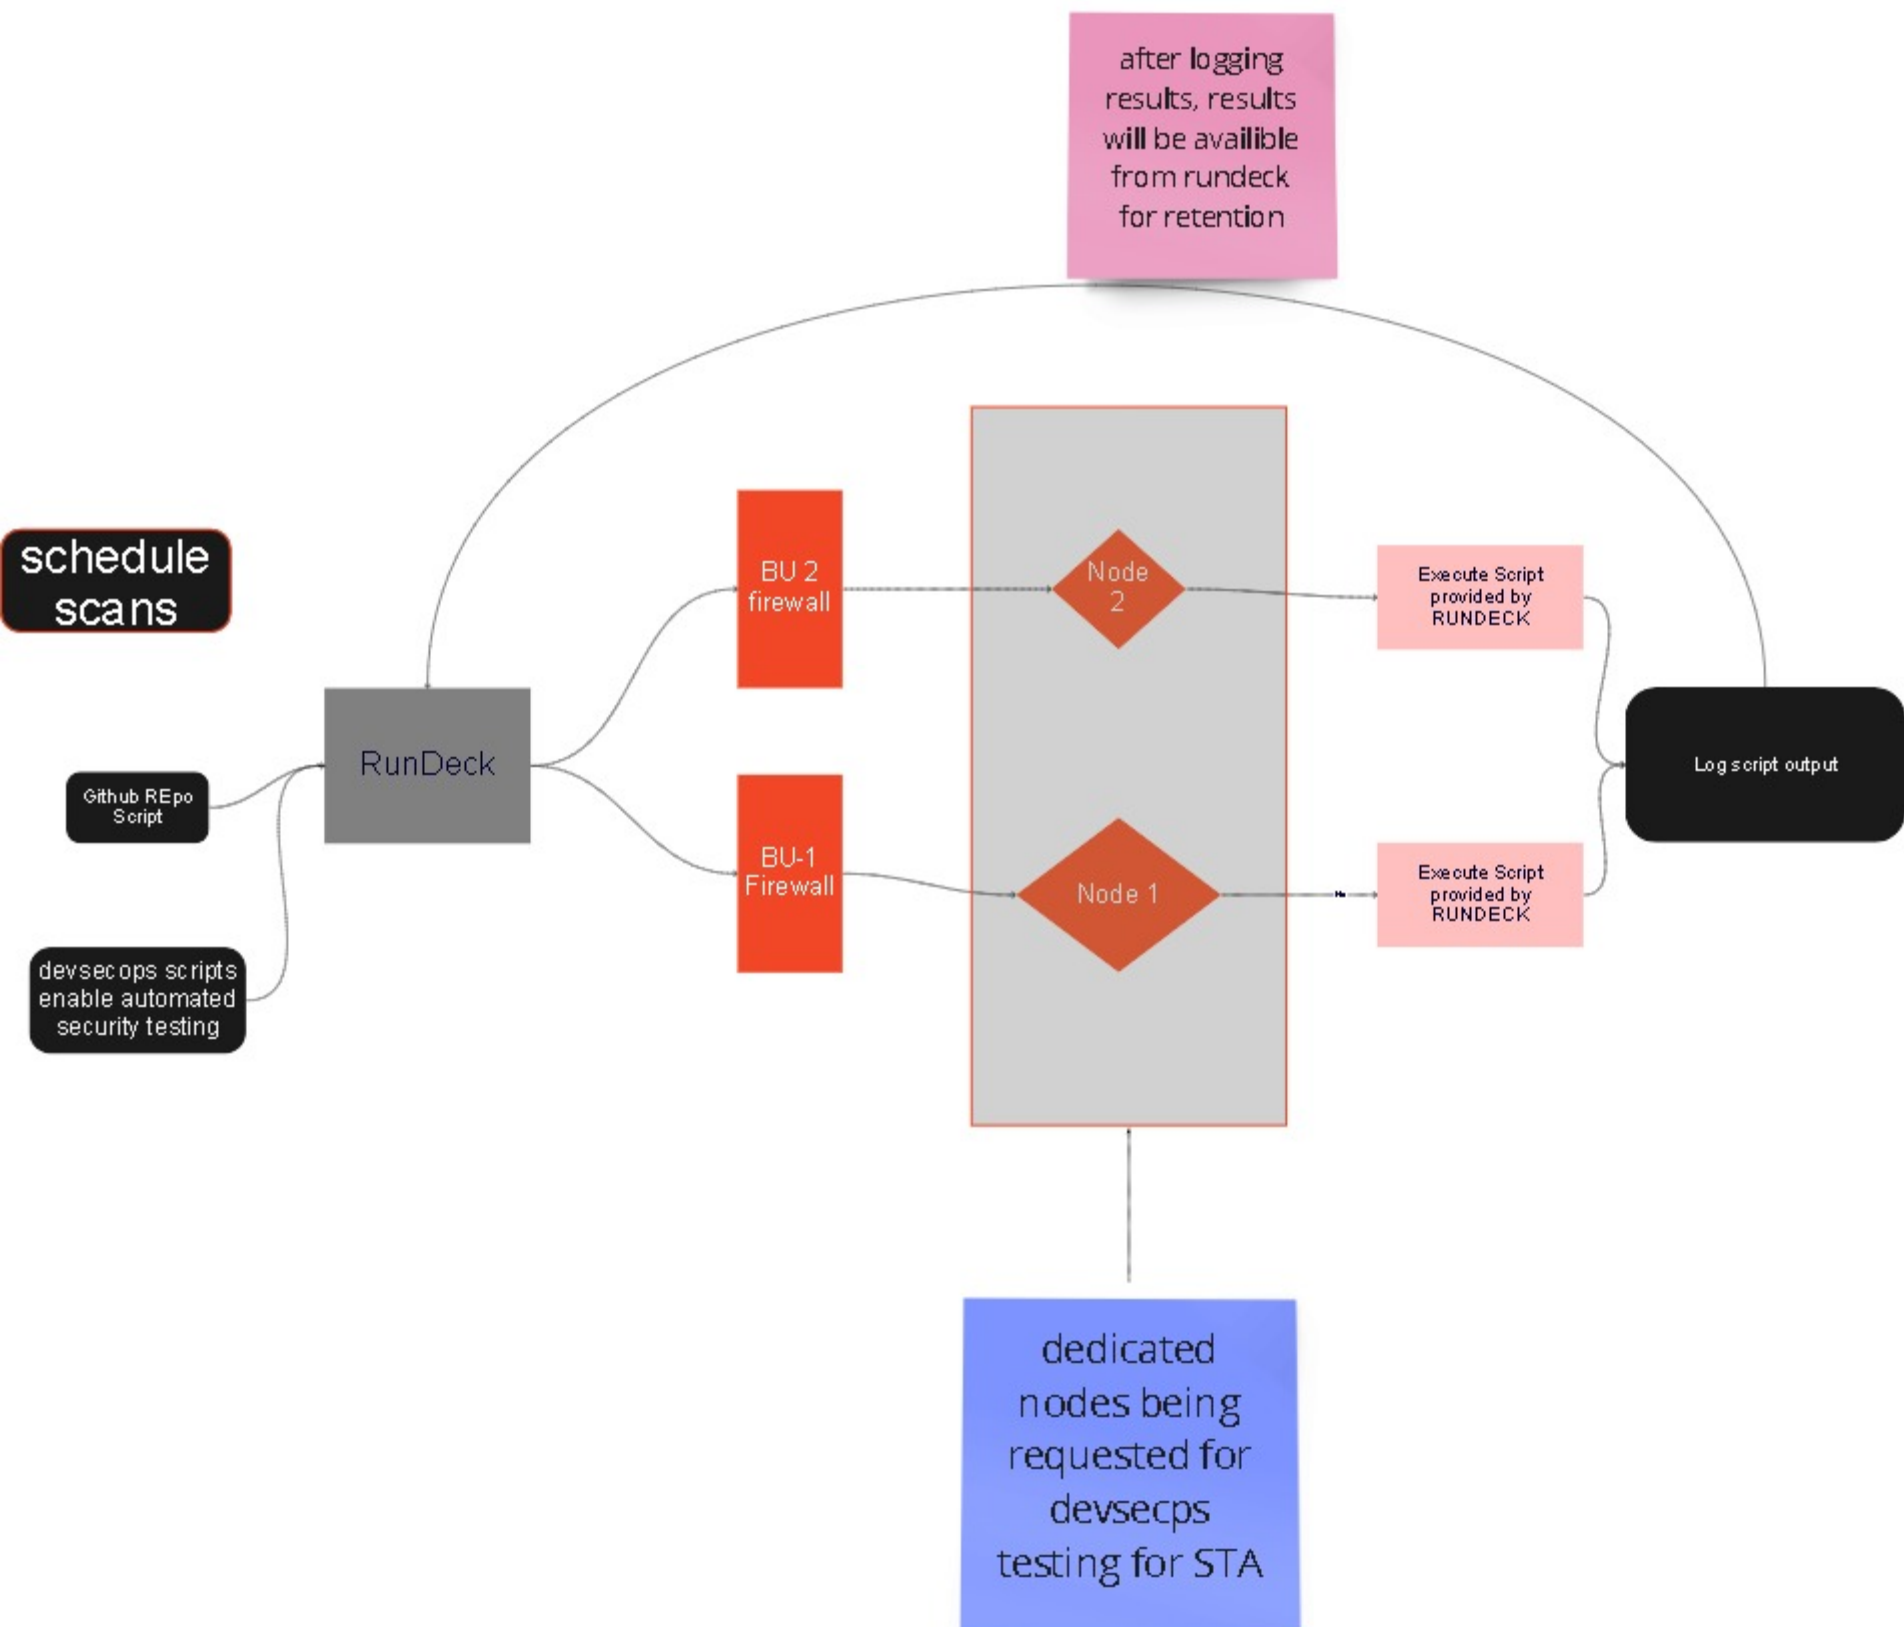 after logging
results, results
will be availible
from rundeck
for retention
schedule
scans
BU 2
firewall
Node
2
Execute Script
provided by
RUNDECK
RunDeck
Log script output
Github REpo
Script
BU-1
Firewall
Node 1
Execute Script
provided by
RUNDECK
devsecops scripts
enable automated
security testing
dedicated
nodes being
requested for
devsecps
testing for STA